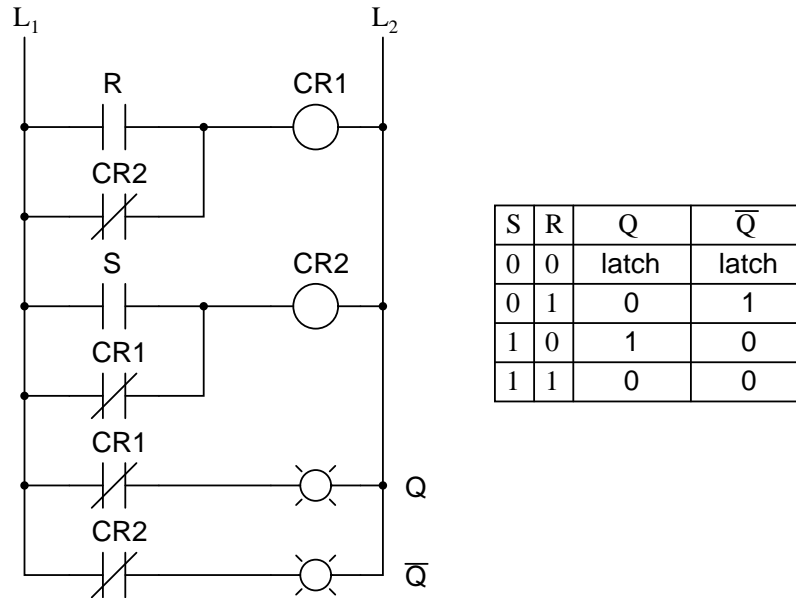 L₁ L₂
R CR1
CR2
S CR2
CR1
CR1
Q
CR2
Q̅
S R Q Q̅
0 0 latch latch
0 1 0 1
1 0 1 0
1 1 0 0